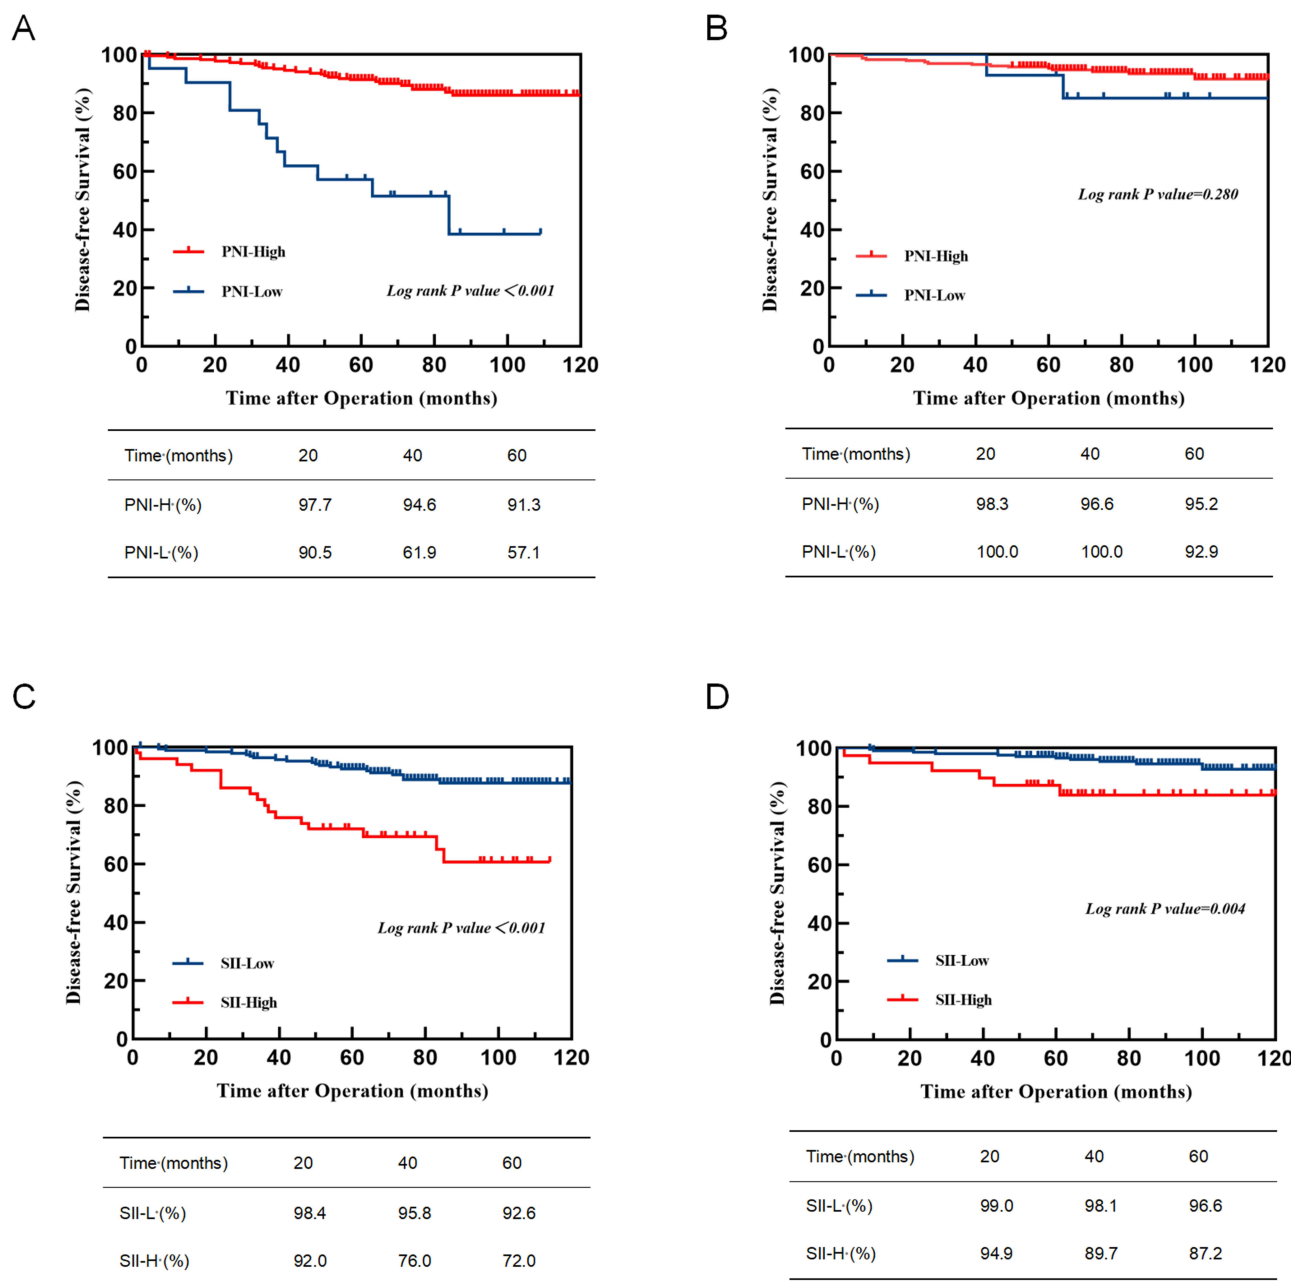 A
Disease-free Survival (%)
100
80
60
40
20
0
PNI-High
PNI-Low
Log rank P value<0.001
0 20 40 60 80 100 120
Time after Operation (months)
Time (months) 20 40 60
PNI-H (%) 97.7 94.6 91.3
PNI-L (%) 90.5 61.9 57.1
B
Disease-free Survival (%)
100
80
60
40
20
0
Log rank P value=0.280
PNI-High
PNI-Low
0 20 40 60 80 100 120
Time after Operation (months)
Time (months) 20 40 60
PNI-H (%) 98.3 96.6 95.2
PNI-L (%) 100.0 100.0 92.9
C
Disease-free Survival (%)
100
80
60
40
20
0
Log rank P value<0.001
SII-Low
SII-High
0 20 40 60 80 100 120
Time after Operation (months)
Time (months) 20 40 60
SII-L (%) 98.4 95.8 92.6
SII-H (%) 92.0 76.0 72.0
D
Disease-free Survival (%)
100
80
60
40
20
0
Log rank P value=0.004
SII-Low
SII-High
0 20 40 60 80 100 120
Time after Operation (months)
Time (months) 20 40 60
SII-L (%) 99.0 98.1 96.6
SII-H (%) 94.9 89.7 87.2